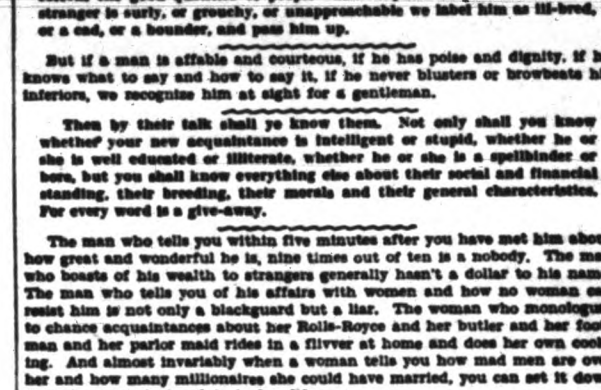 stranger is surly, or grouchy, or unapproachable we label him as ill-bred,
or a cad, or a bounder, and pass him up.
But if a man is affable and courteous, if he has poise and dignity, if h
knows what to say and how to say it, if he never blusters or browbeats hi
inferiors, we recognize him at sight for a gentleman.
Then by their talk shall ye know them. Not only shall you know
whether your new acquaintance is intelligent or stupid, whether he or
she is well educated or illiterate, whether he or she is a spellbinder or
bore, but you shall know everything else about their social and financial
standing, their breeding, their morals and their general characteristics.
For every word is a give-away.
The man who tells you within five minutes after you have met him abou
how great and wonderful he is, nine times out of ten is a nobody. The ma
who boasts of his wealth to strangers generally hasn't a dollar to his nam
The man who tells you of his affairs with women and how no woman ca
resist him is not only a blackguard but a liar. The woman who monologu
to chance acquaintances about her Rolls-Royce and her butler and her foot
man and her parlor maid rides in a flivver at home and does her own cook
ing. And almost invariably when a woman tells you how mad men are ov
her and how many millionaires she could have married, you can set it dow